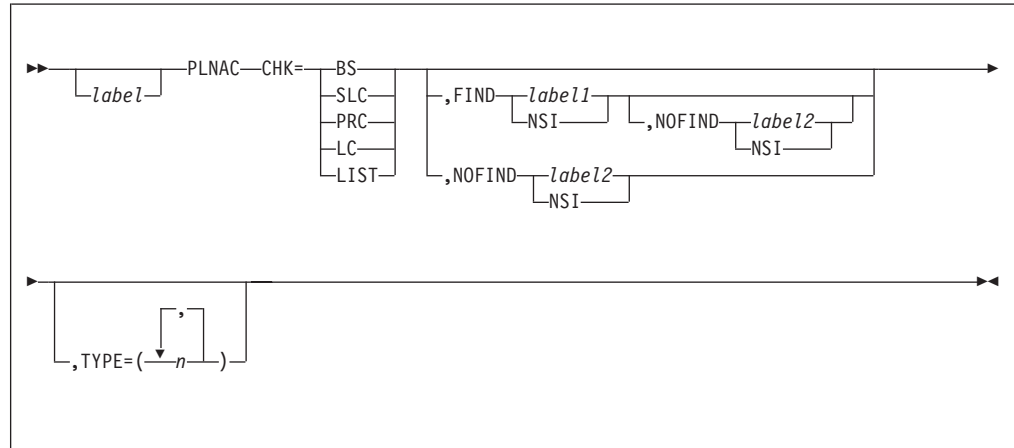 PLNAC CHK= BS
label SLC ,FIND label1
PRC NSI ,NOFIND label2
LC NSI
LIST ,NOFIND label2
NSI
,
,TYPE=( n )